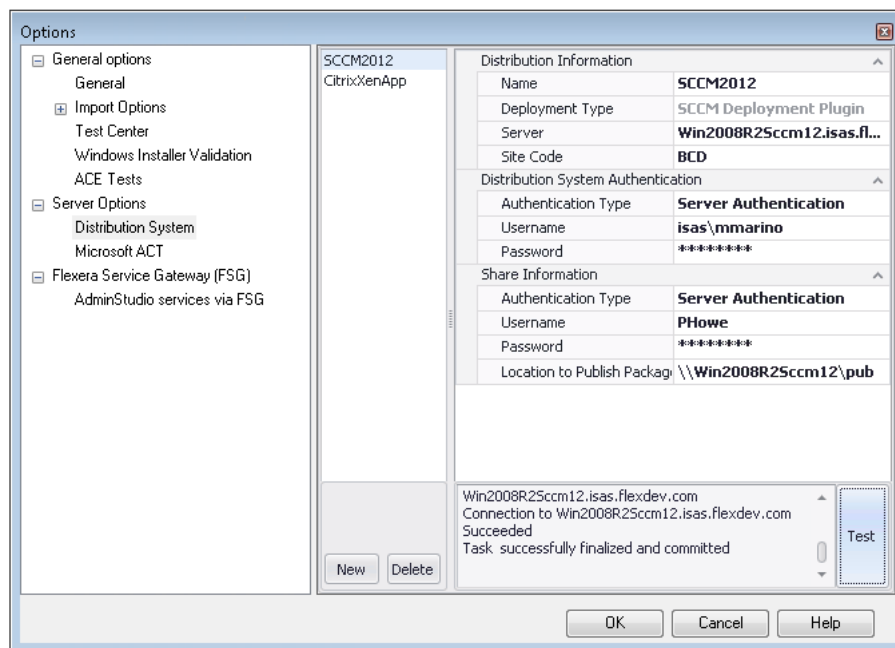 Options
General options
General
Import Options
Test Center
Windows Installer Validation
ACE Tests
Server Options
Distribution System
Microsoft ACT
Flexera Service Gateway (FSG)
AdminStudio services via FSG
SCCM2012
CitrixXenApp
New Delete
Distribution Information
Name SCCM2012
Deployment Type SCCM Deployment Plugin
Server Win2008R2Sccm12.isas.fl...
Site Code BCD
Distribution System Authentication
Authentication Type Server Authentication
Username isas\mmarino
Password *********
Share Information
Authentication Type Server Authentication
Username PHowe
Password *********
Location to Publish Packag \\Win2008R2Sccm12\pub
Win2008R2Sccm12.isas.flexdev.com
Connection to Win2008R2Sccm12.isas.flexdev.com
Succeeded
Task successfully finalized and committed
Test
OK Cancel Help